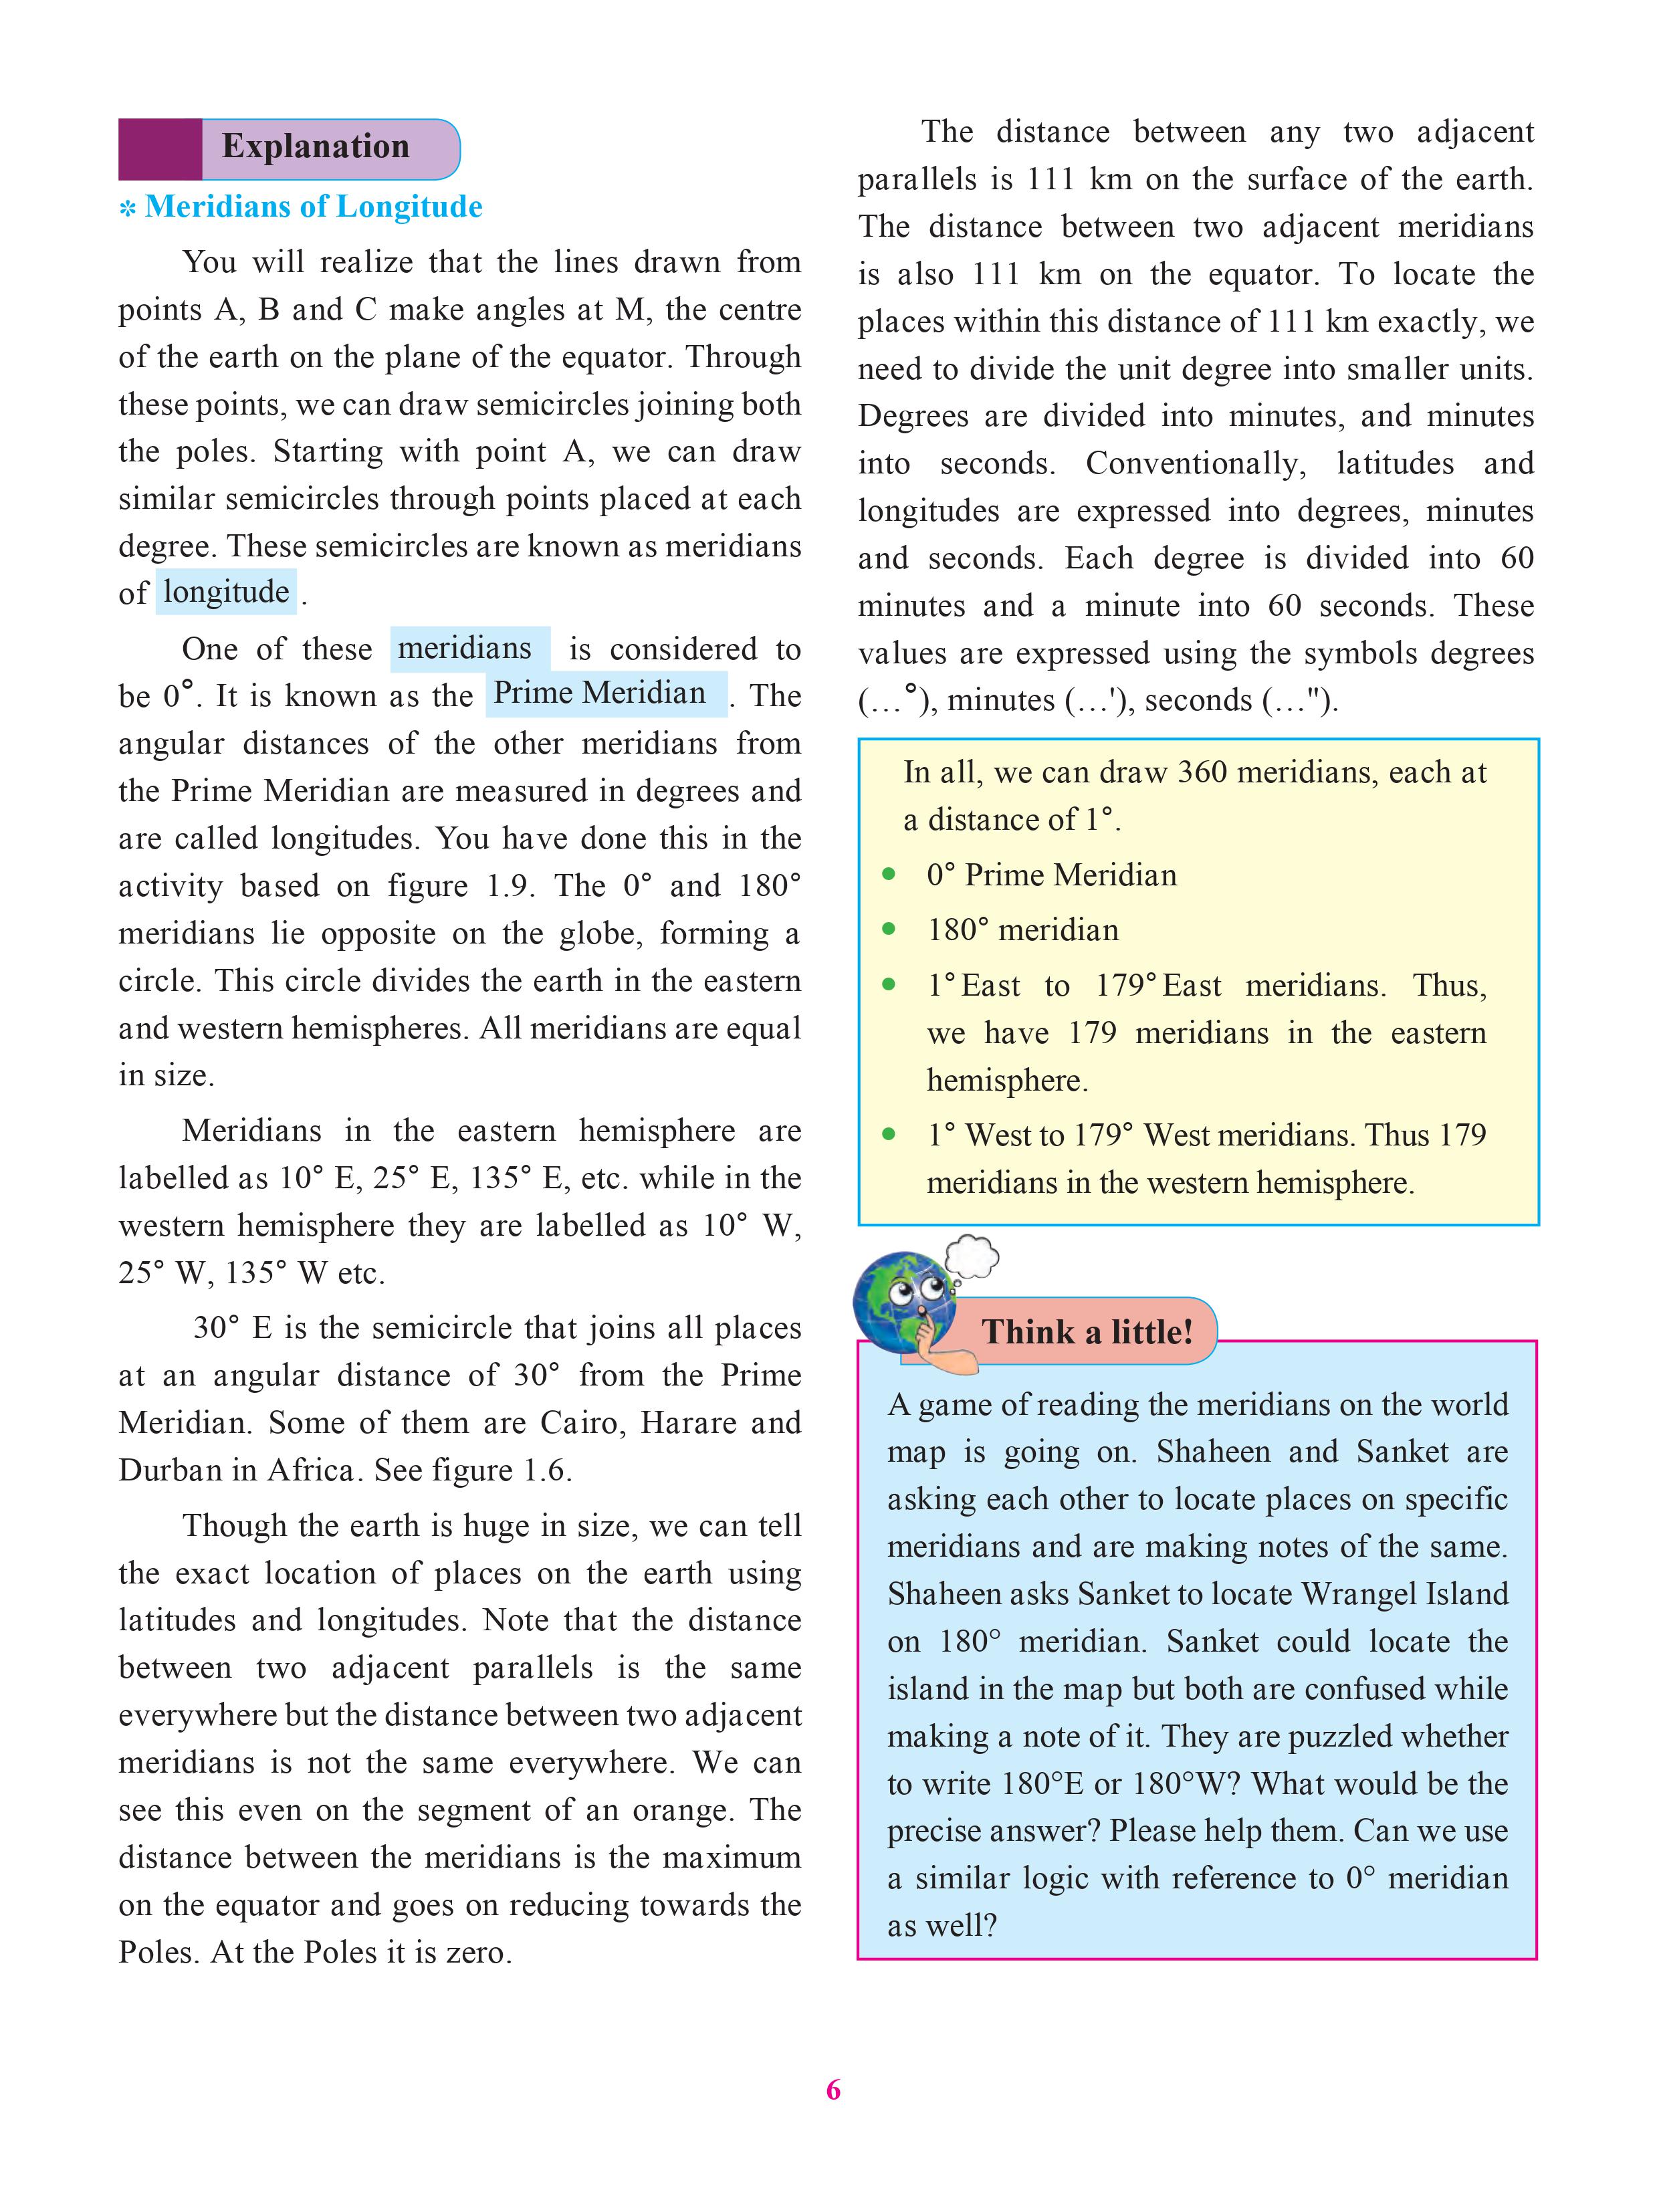 Explanation
✻ Meridians of Longitude
You will realize that the lines drawn from
points A, B and C make angles at M, the centre
of the earth on the plane of the equator. Through
these points, we can draw semicircles joining both
the poles. Starting with point A, we can draw
similar semicircles through points placed at each
degree. These semicircles are known as meridians
of longitude .
One of these meridians is considered to
be 0°. It is known as the Prime Meridian . The
angular distances of the other meridians from
the Prime Meridian are measured in degrees and
are called longitudes. You have done this in the
activity based on figure 1.9. The 0° and 180°
meridians lie opposite on the globe, forming a
circle. This circle divides the earth in the eastern
and western hemispheres. All meridians are equal
in size.
Meridians in the eastern hemisphere are
labelled as 10° E, 25° E, 135° E, etc. while in the
western hemisphere they are labelled as 10° W,
25° W, 135° W etc.
30° E is the semicircle that joins all places
at an angular distance of 30° from the Prime
Meridian. Some of them are Cairo, Harare and
Durban in Africa. See figure 1.6.
Though the earth is huge in size, we can tell
the exact location of places on the earth using
latitudes and longitudes. Note that the distance
between two adjacent parallels is the same
everywhere but the distance between two adjacent
meridians is not the same everywhere. We can
see this even on the segment of an orange. The
distance between the meridians is the maximum
on the equator and goes on reducing towards the
Poles. At the Poles it is zero.
The distance between any two adjacent
parallels is 111 km on the surface of the earth.
The distance between two adjacent meridians
is also 111 km on the equator. To locate the
places within this distance of 111 km exactly, we
need to divide the unit degree into smaller units.
Degrees are divided into minutes, and minutes
into seconds. Conventionally, latitudes and
longitudes are expressed into degrees, minutes
and seconds. Each degree is divided into 60
minutes and a minute into 60 seconds. These
values are expressed using the symbols degrees
(…°), minutes (…'), seconds (…").
In all, we can draw 360 meridians, each at
a distance of 1°.
• 0° Prime Meridian
• 180° meridian
• 1° East to 179° East meridians. Thus,
we have 179 meridians in the eastern
hemisphere.
• 1° West to 179° West meridians. Thus 179
meridians in the western hemisphere.
Think a little!
A game of reading the meridians on the world
map is going on. Shaheen and Sanket are
asking each other to locate places on specific
meridians and are making notes of the same.
Shaheen asks Sanket to locate Wrangel Island
on 180° meridian. Sanket could locate the
island in the map but both are confused while
making a note of it. They are puzzled whether
to write 180°E or 180°W? What would be the
precise answer? Please help them. Can we use
a similar logic with reference to 0° meridian
as well?
6